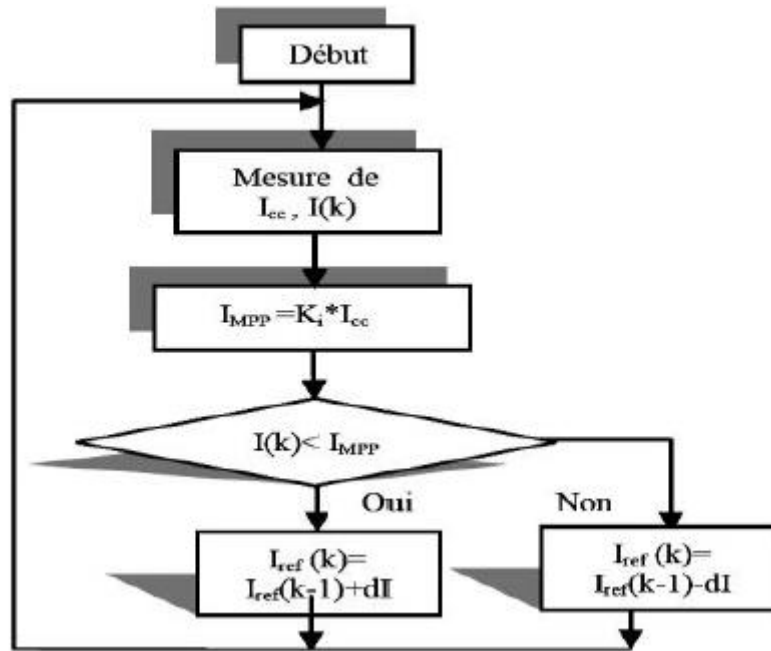 Début
Mesure de
Icc , I(k)
IMPP =Ki*Icc
I(k)< IMPP
Oui
Non
Iref (k)=
Iref(k-1)+dI
Iref (k)=
Iref(k-1)-dI